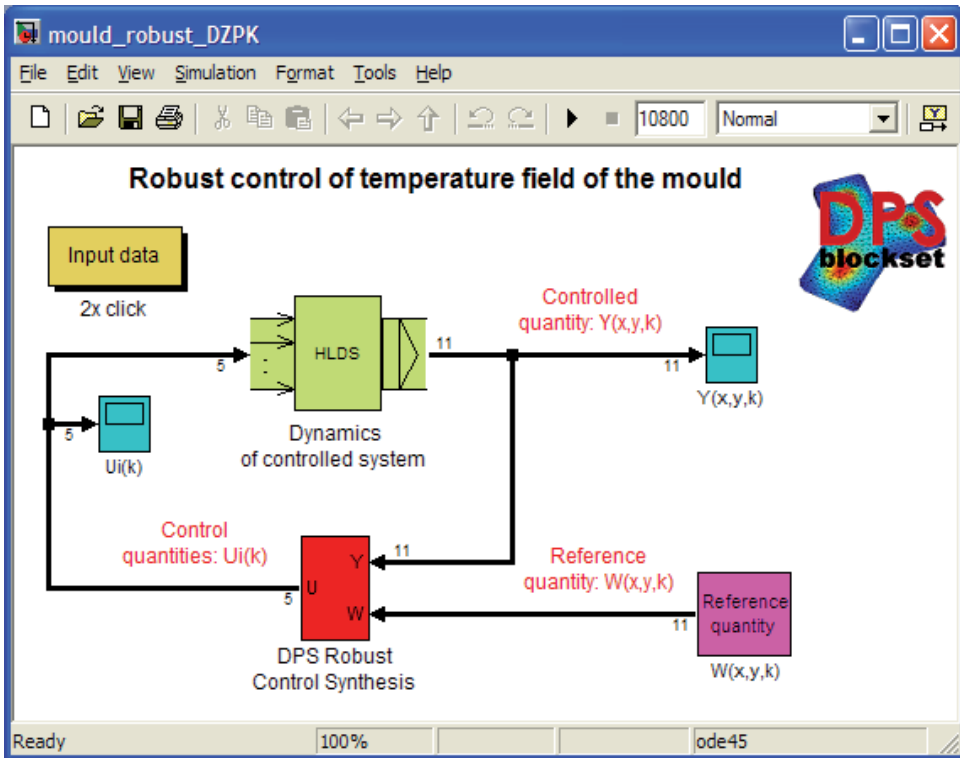 mould_robust_DZPK
File Edit View Simulation Format Tools Help
10800 Normal
Robust control of temperature field of the mould
Input data
2x click
DPS
blockset
Controlled
quantity: Y(x,y,k)
HLDS
11
5
:
11
Y(x,y,k)
5
Ui(k)
Dynamics
of controlled system
Control
quantities: Ui(k)
Y
11
U
5
W
Reference
quantity: W(x,y,k)
11
Reference
quantity
W(x,y,k)
DPS Robust
Control Synthesis
Ready 100% ode45